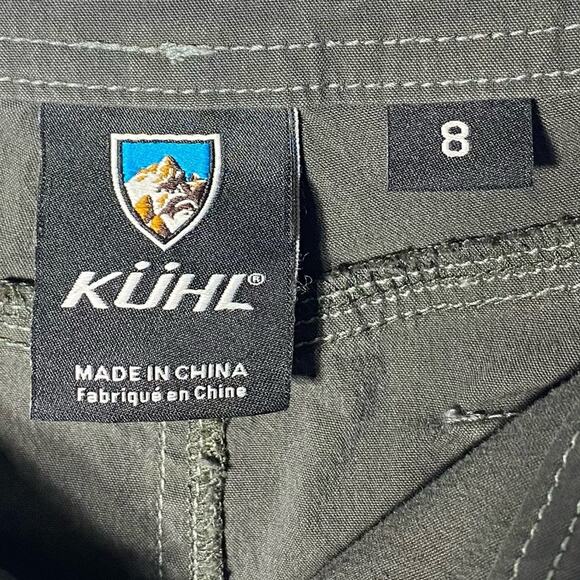 KÜHL®
8
MADE IN CHINA
Fabriqué en Chine